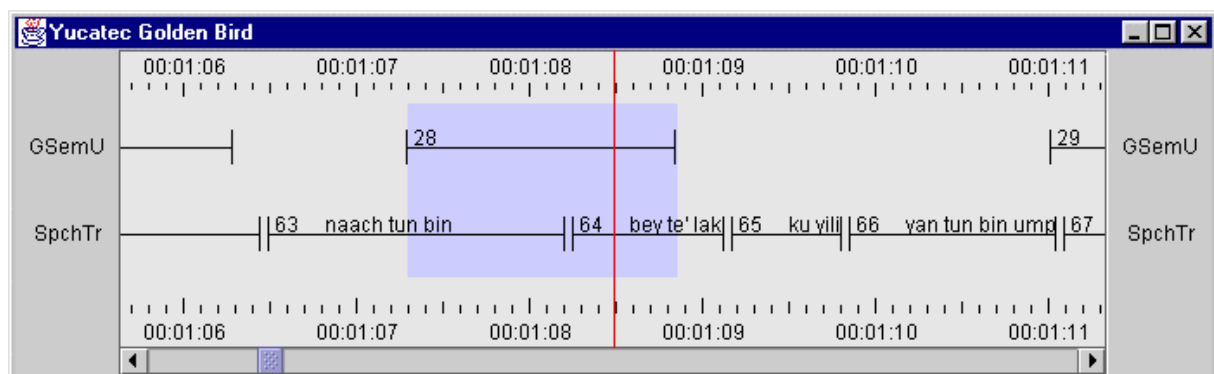 Yucatec Golden Bird
00:01:06 00:01:07 00:01:08 00:01:09 00:01:10 00:01:11
GSemU 28 29 GSemU
SpchTr 63 naach tun bin 64 bey te' lak 65 ku yilij 66 yan tun bin ump 67 SpchTr
00:01:06 00:01:07 00:01:08 00:01:09 00:01:10 00:01:11